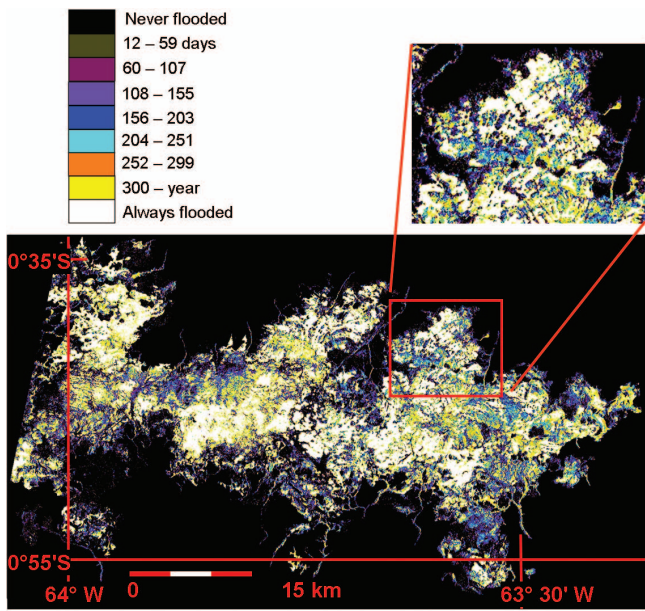 Never flooded
12 – 59 days
60 – 107
108 – 155
156 – 203
204 – 251
252 – 299
300 – year
Always flooded
0°35'S
0°55'S
0 15 km
64° W 63° 30' W